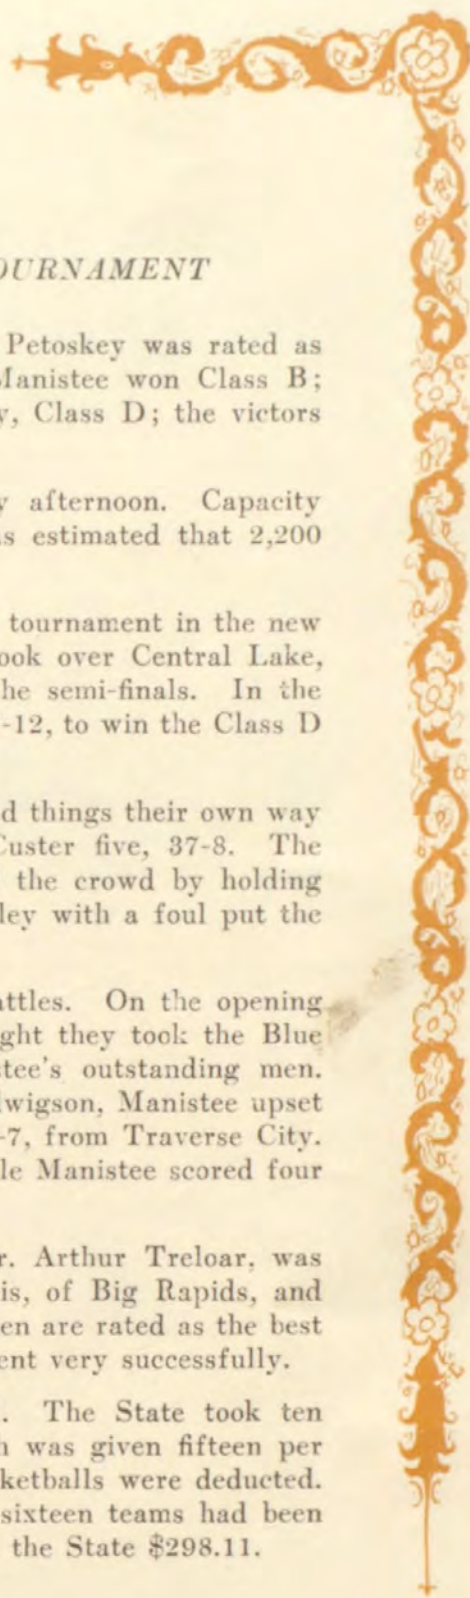 OURNAMENT
Petoskey was rated as
Manistee won Class B;
y, Class D; the victors
y afternoon. Capacity
s estimated that 2,200
tournament in the new
ook over Central Lake,
he semi-finals. In the
-12, to win the Class D
d things their own way
Custer five, 37-8. The
the crowd by holding
ley with a foul put the
attles. On the opening
ght they took the Blue
tee's outstanding men.
lwigson, Manistee upset
-7, from Traverse City.
le Manistee scored four
r. Arthur Treloar, was
is, of Big Rapids, and
en are rated as the best
ent very successfully.
. The State took ten
h was given fifteen per
ketballs were deducted.
sixteen teams had been
the State $298.11.